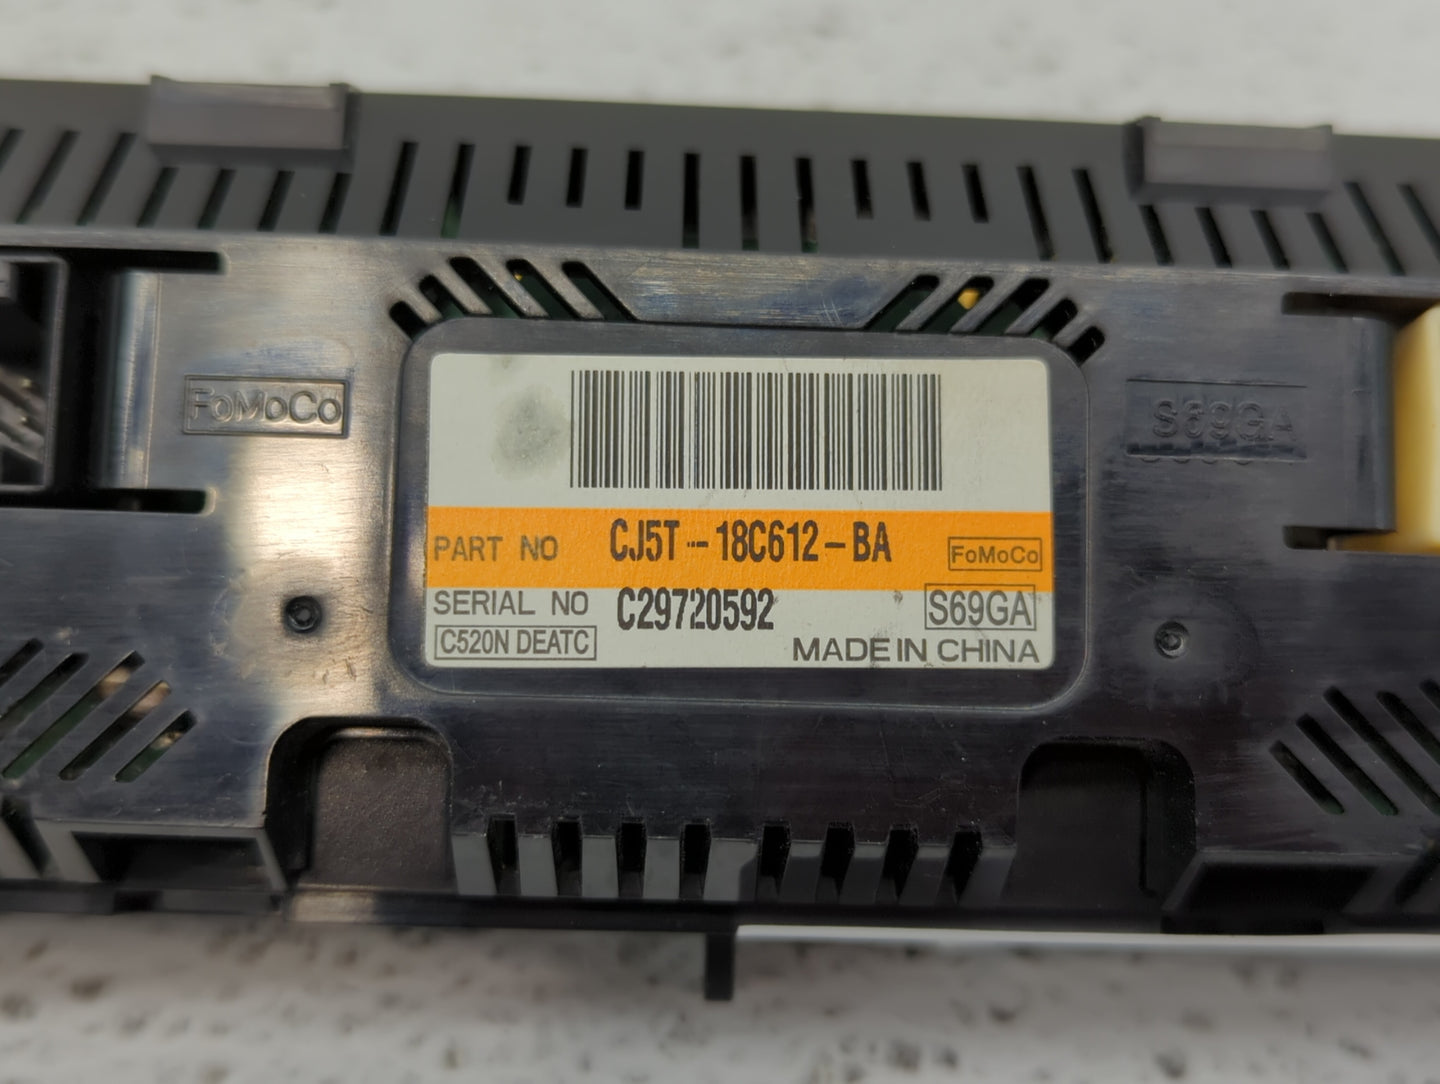 FoMoCo
S69GA
PART NO CJ5T--18C612-BA FoMoCo
SERIAL NO C29720592 S69GA
C520N DEATC MADE IN CHINA